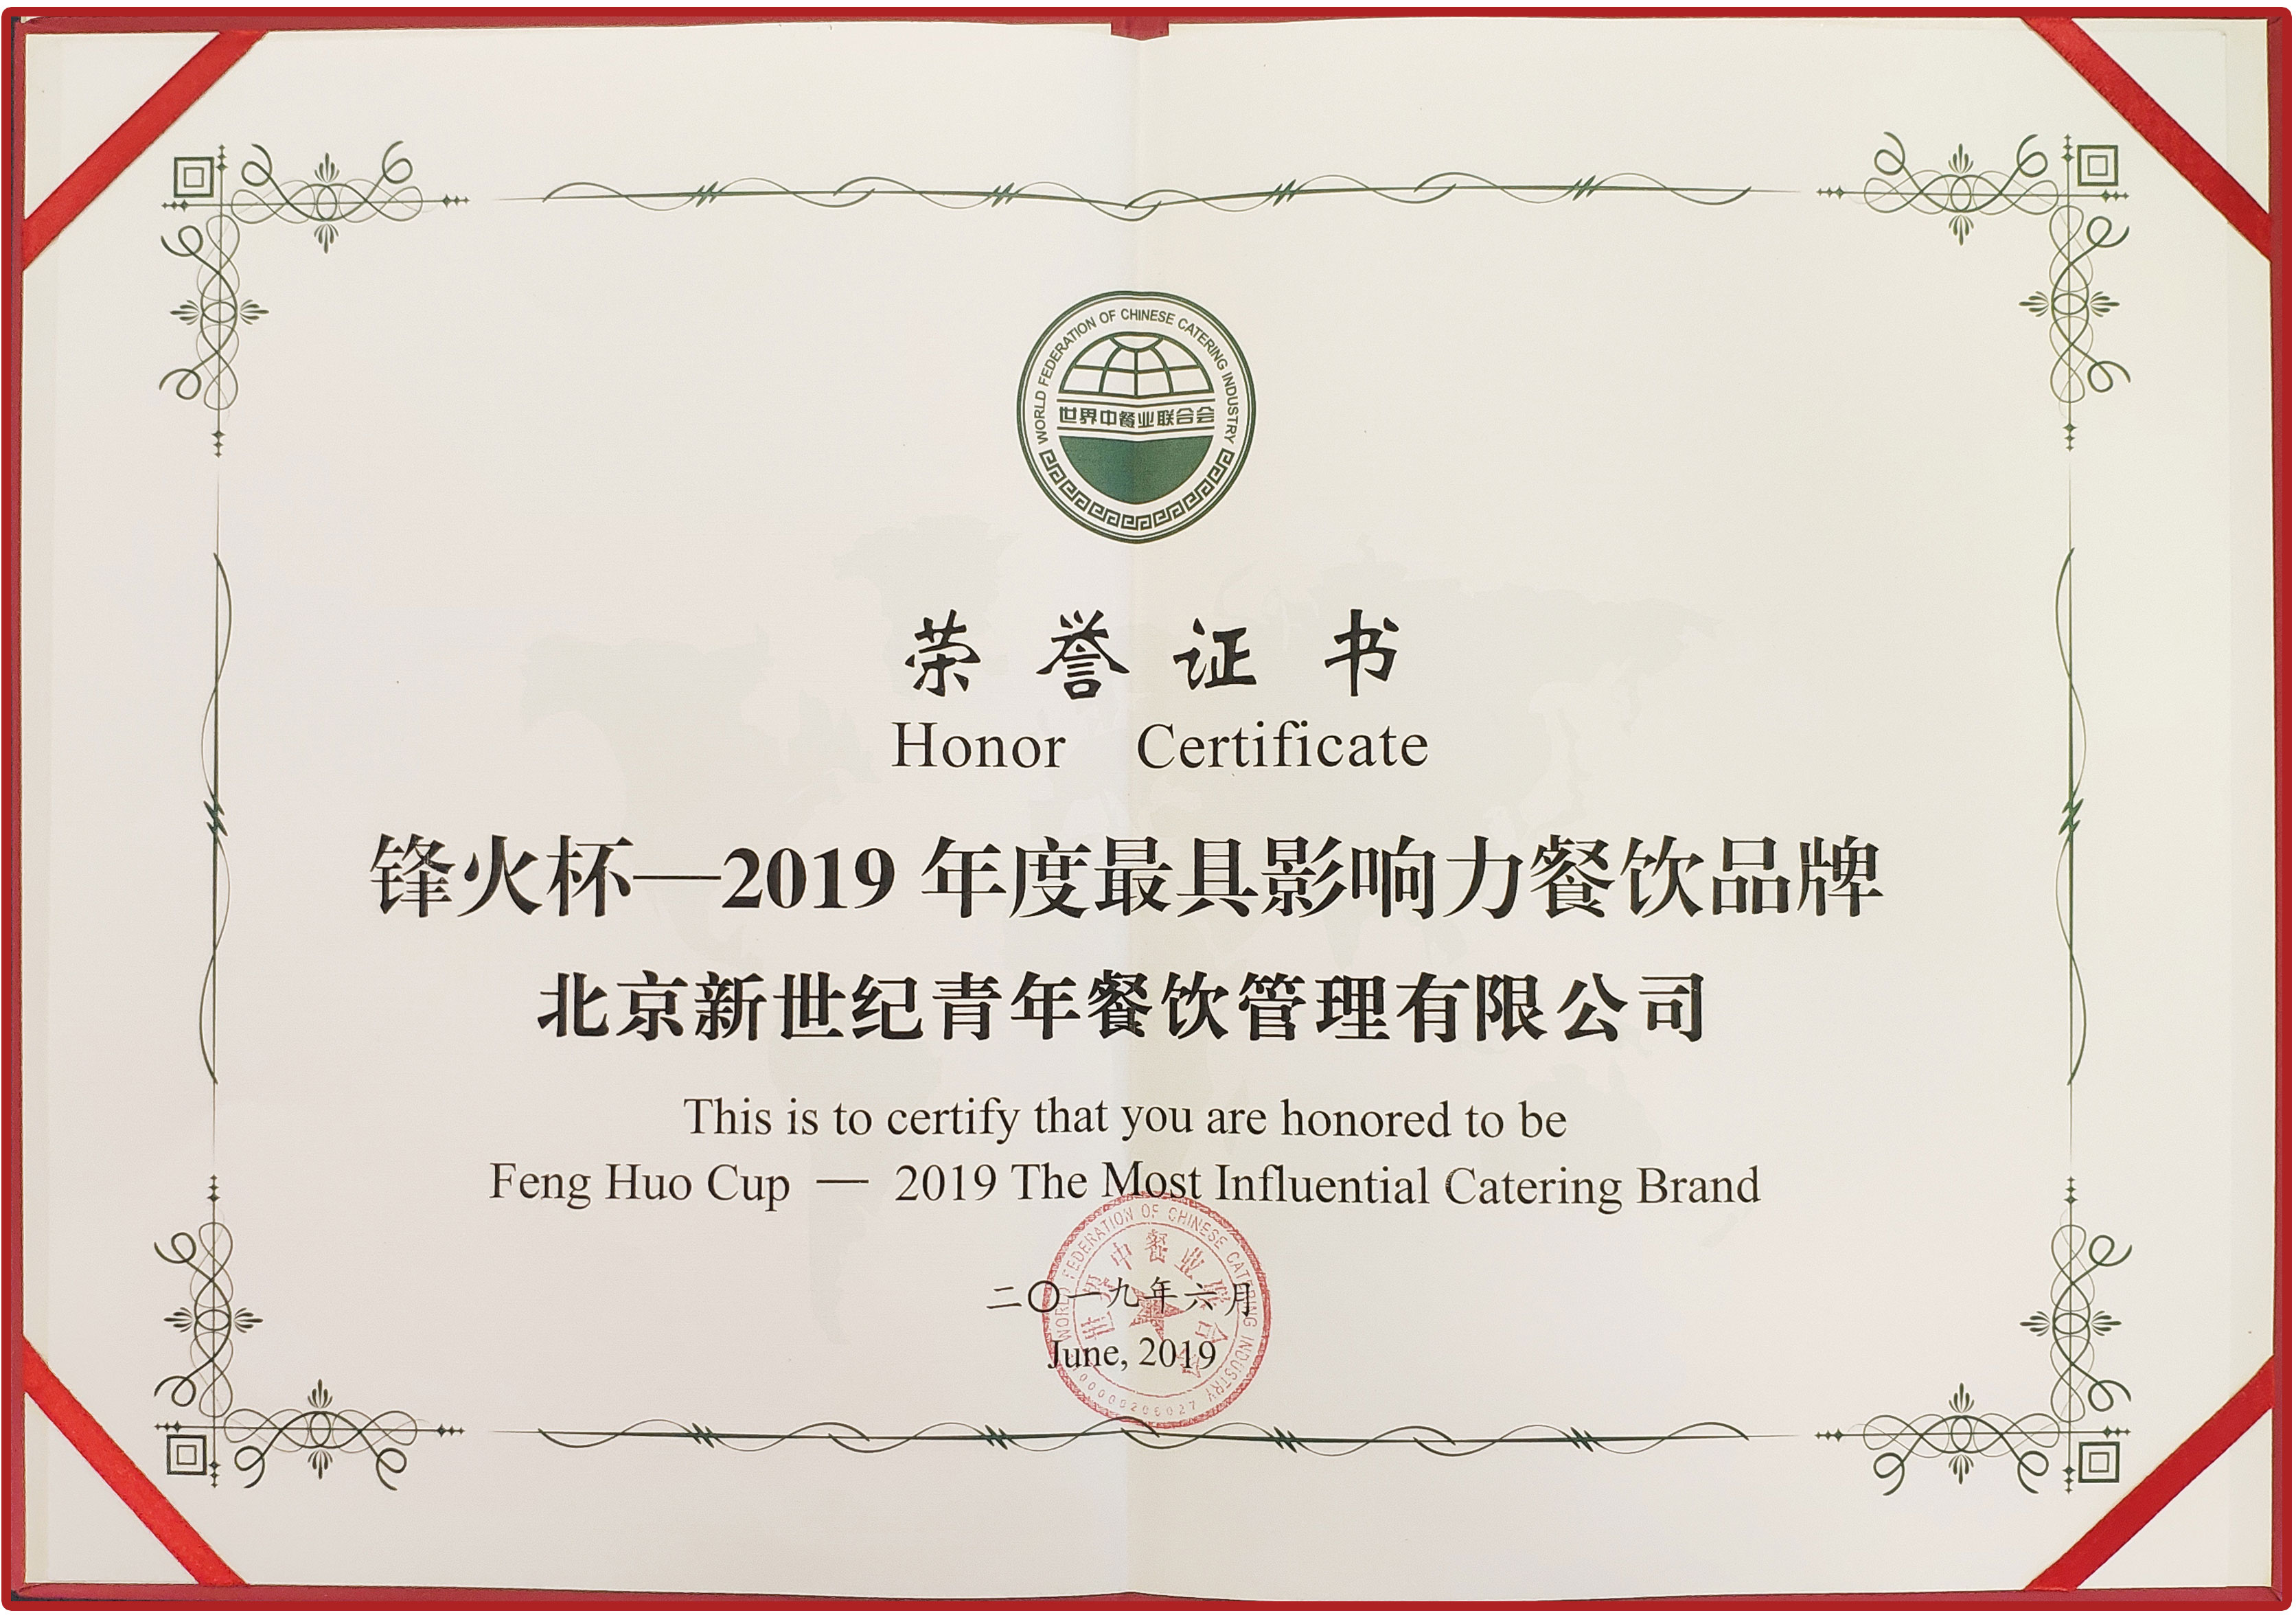 WORLD FEDERATION OF CHINESE CATERING INDUSTRY
世界中餐业联合会
荣誉证书
Honor Certificate
锋火杯—2019 年度最具影响力餐饮品牌
北京新世纪青年餐饮管理有限公司
This is to certify that you are honored to be
Feng Huo Cup — 2019 The Most Influential Catering Brand
WORLD FEDERATION OF CHINESE CATERING INDUSTRY
世界中餐业联合会
二〇一九年六月
June, 2019